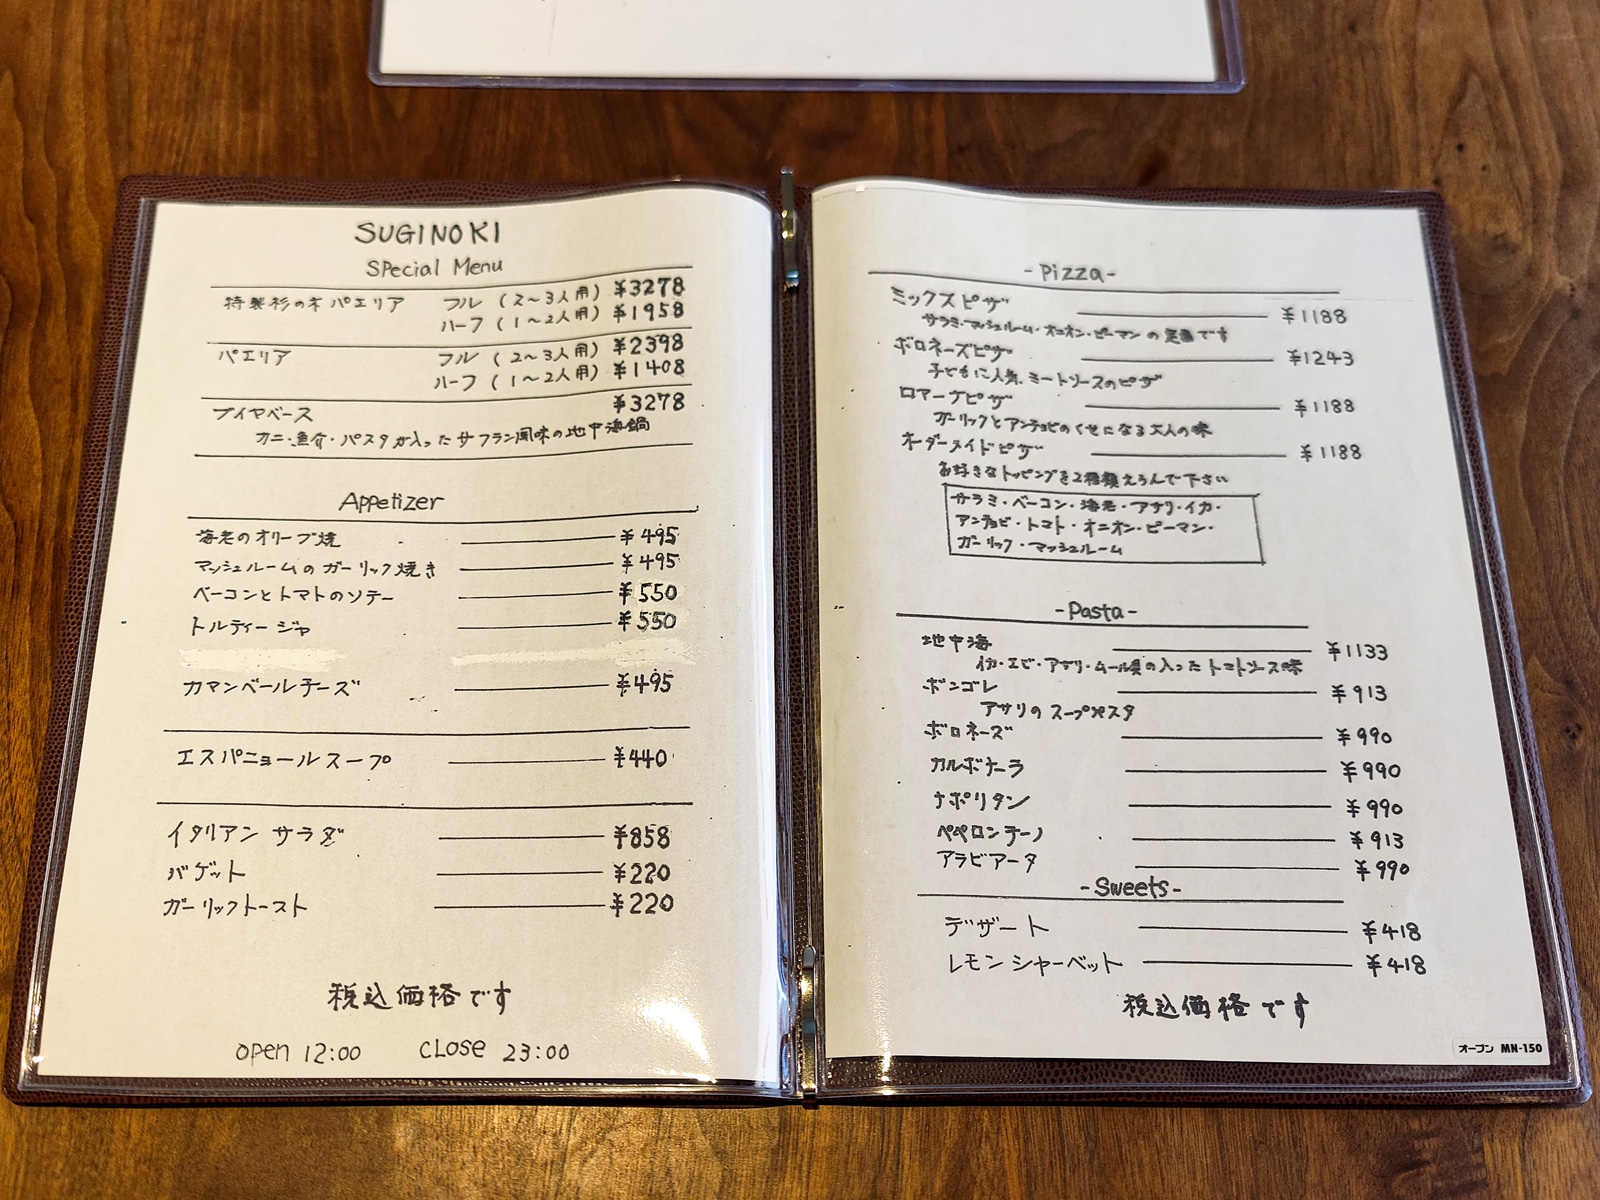 SUGINOKI
Special Menu
特製杉の木パエリア フル (2〜3人用) ¥3278
ハーフ (1〜2人用) ¥1958
パエリア フル (2〜3人用) ¥2398
ハーフ (1〜2人用) ¥1408
ブイヤベース ¥3278
カニ・魚介・パスタが入ったサフラン風味の地中海鍋
Appetizer
海老のオリーブ焼 ¥495
マッシュルームのガーリック焼き ¥495
ベーコンとトマトのソテー ¥550
トルティージャ ¥550
カマンベールチーズ ¥495
エスパニョールスープ ¥440
イタリアン サラダ ¥858
バゲット ¥220
ガーリックトースト ¥220
税込価格です
open 12:00 close 23:00
-Pizza-
ミックスピザ ¥1188
サラミ・マッシュルーム・オニオン・ピーマンの定番です
ボロネーズピザ ¥1243
子どもに人気、ミートソースのピザ
ロマーナピザ ¥1188
ガーリックとアンチョビのくせになる大人の味
オーダーメイドピザ ¥1188
お好きなトッピングを2種類えらんで下さい
サラミ・ベーコン・海老・アサリ・イカ・
アンチョビ・トマト・オニオン・ピーマン・
ガーリック・マッシュルーム
-Pasta-
地中海 ¥1133
イカ・エビ・アサリ・ムール貝の入ったトマトソース味
ボンゴレ ¥913
アサリのスープパスタ
ボロネーズ ¥990
カルボナーラ ¥990
ナポリタン ¥990
ペペロンチーノ ¥913
アラビアータ ¥990
-Sweets-
デザート ¥418
レモンシャーベット ¥418
税込価格です
オープン MN-150